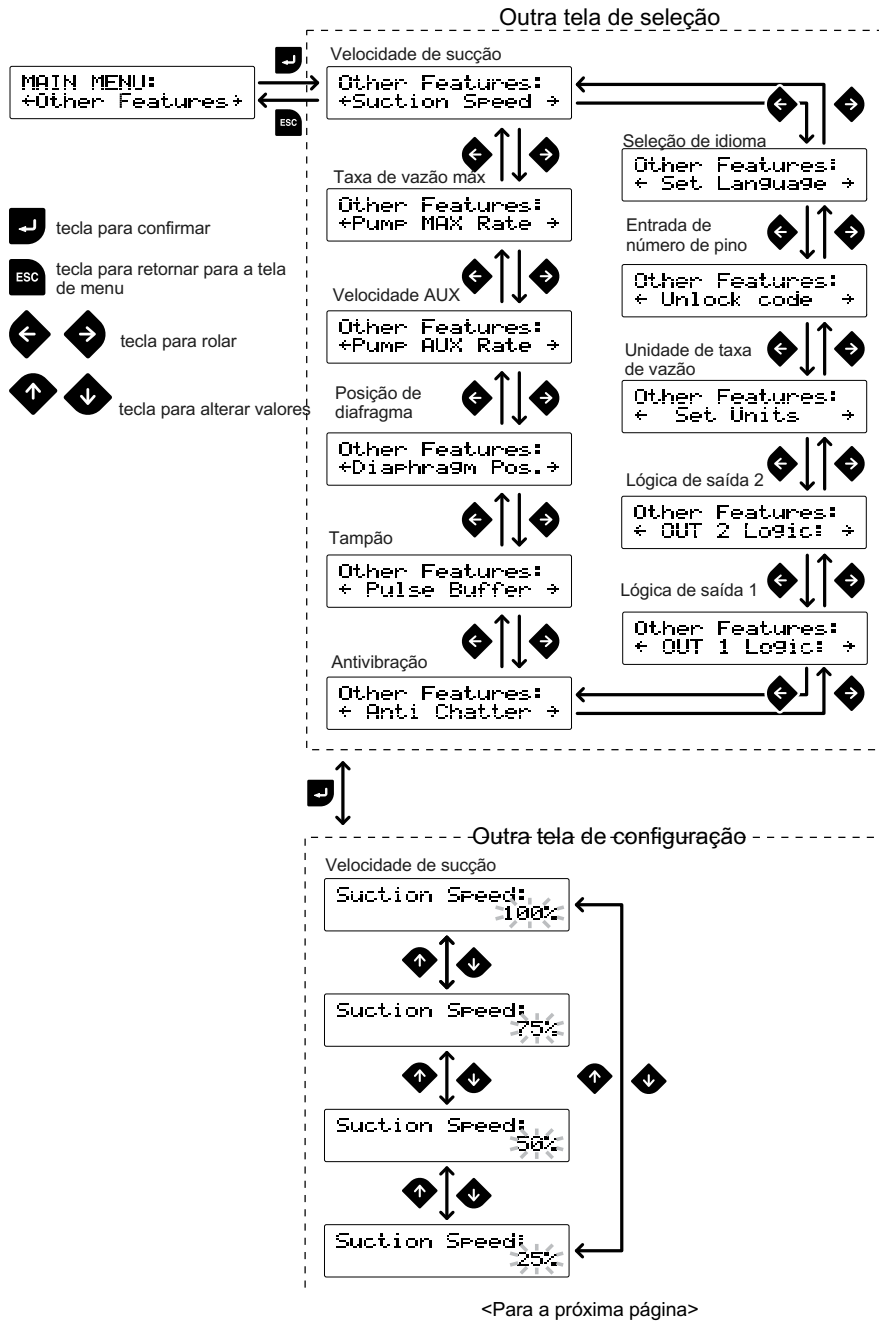 Outra tela de seleção
MAIN MENU:
←Other Features→
ESC
Velocidade de sucção
Other Features:
←Suction Speed →
Taxa de vazão máx
Other Features:
←Pump MAX Rate →
Velocidade AUX
Other Features:
←Pump AUX Rate →
Posição de
diafragma
Other Features:
←Diaphragm Pos.→
Tampão
Other Features:
← Pulse Buffer →
Antivibração
Other Features:
← Anti Chatter →
Seleção de idioma
Other Features:
← Set Language →
Entrada de
número de pino
Other Features:
← Unlock code →
Unidade de taxa
de vazão
Other Features:
← Set Units →
Lógica de saída 2
Other Features:
← OUT 2 Logic: →
Lógica de saída 1
Other Features:
← OUT 1 Logic: →
tecla para confirmar
ESC
tecla para retornar para a tela
de menu
tecla para rolar
tecla para alterar valores
Outra tela de configuração
Velocidade de sucção
Suction Speed:
100%
Suction Speed:
75%
Suction Speed:
50%
Suction Speed:
25%
<Para a próxima página>